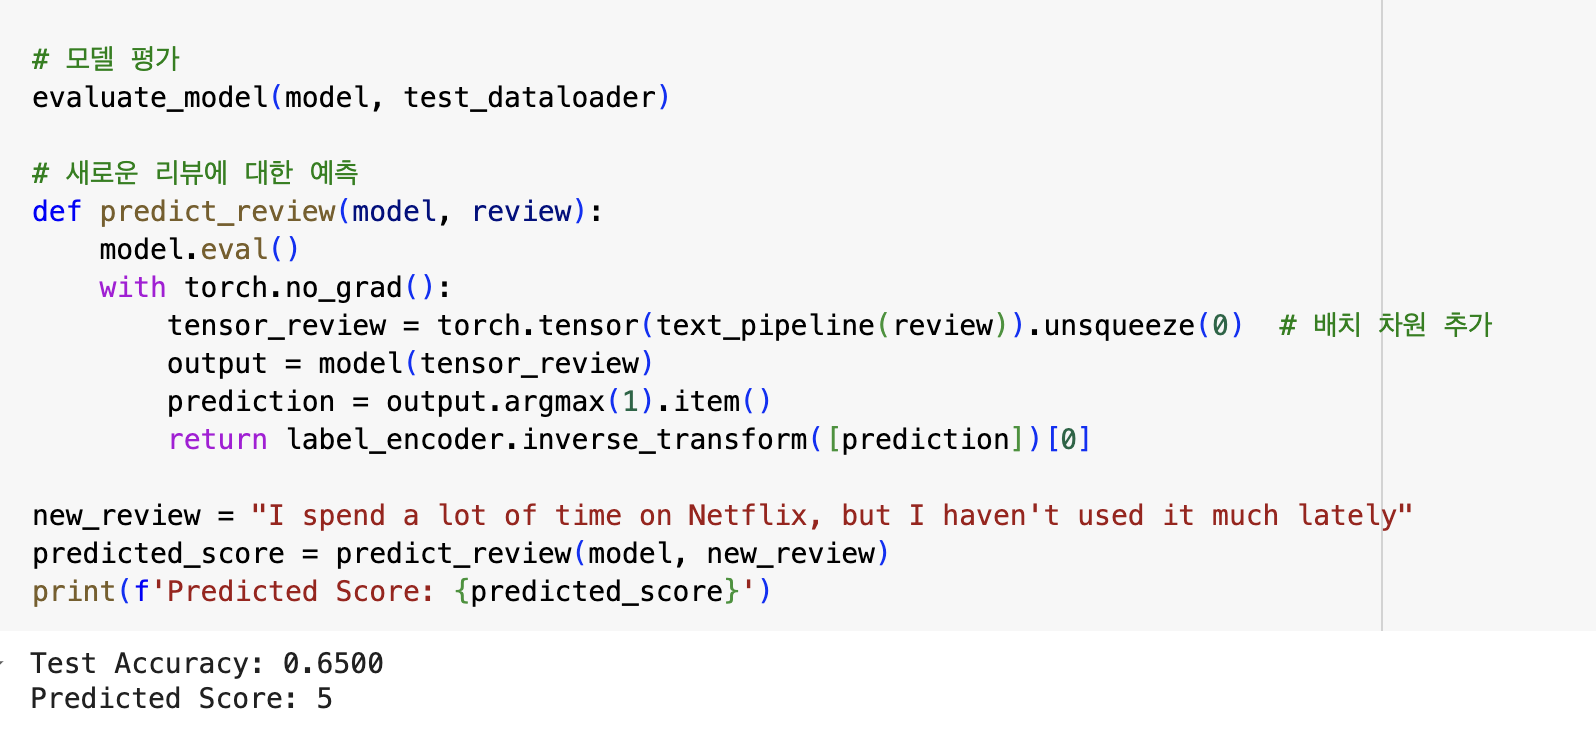 # 모델 평가
evaluate_model(model, test_dataloader)
# 새로운 리뷰에 대한 예측
def predict_review(model, review):
    model.eval()
    with torch.no_grad():
        tensor_review = torch.tensor(text_pipeline(review)).unsqueeze(0)  # 배치 차원 추가
        output = model(tensor_review)
        prediction = output.argmax(1).item()
        return label_encoder.inverse_transform([prediction])[0]
new_review = "I spend a lot of time on Netflix, but I haven't used it much lately"
predicted_score = predict_review(model, new_review)
print(f'Predicted Score: {predicted_score}')
Test Accuracy: 0.6500
Predicted Score: 5